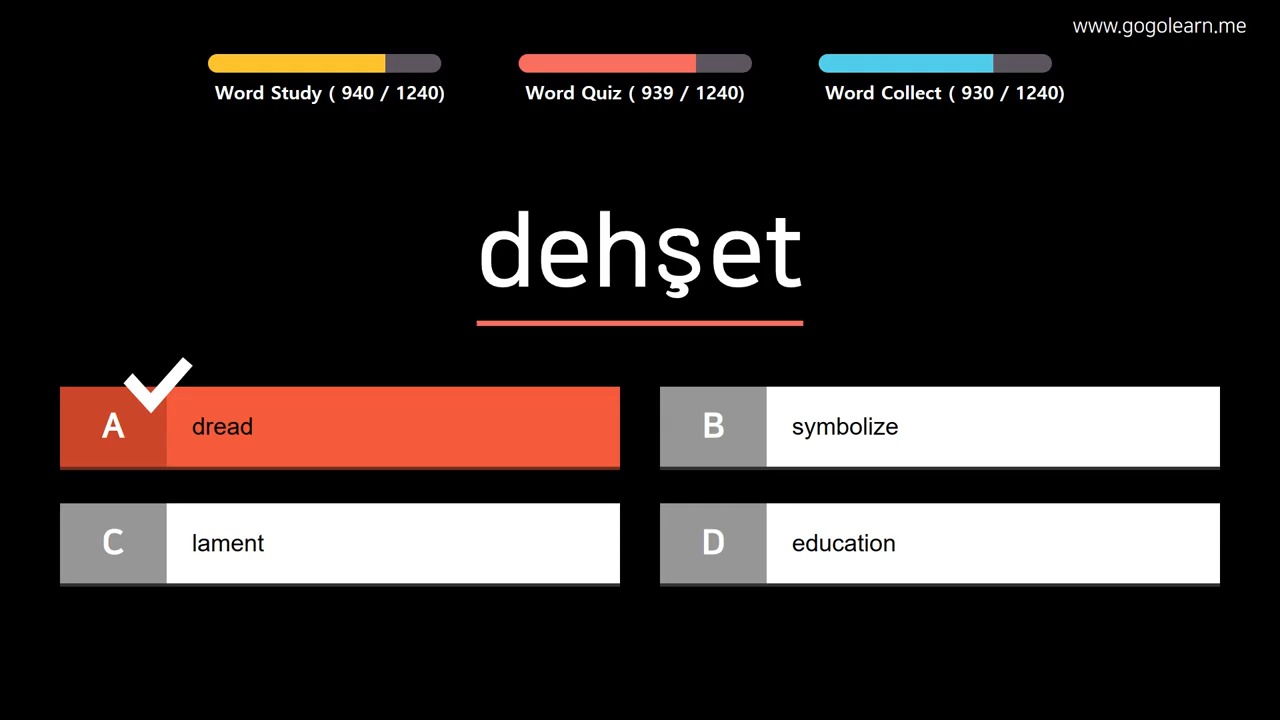 www.gogolearn.me
Word Study ( 940 / 1240)
Word Quiz ( 939 / 1240)
Word Collect ( 930 / 1240)
dehşet
A dread
B symbolize
C lament
D education